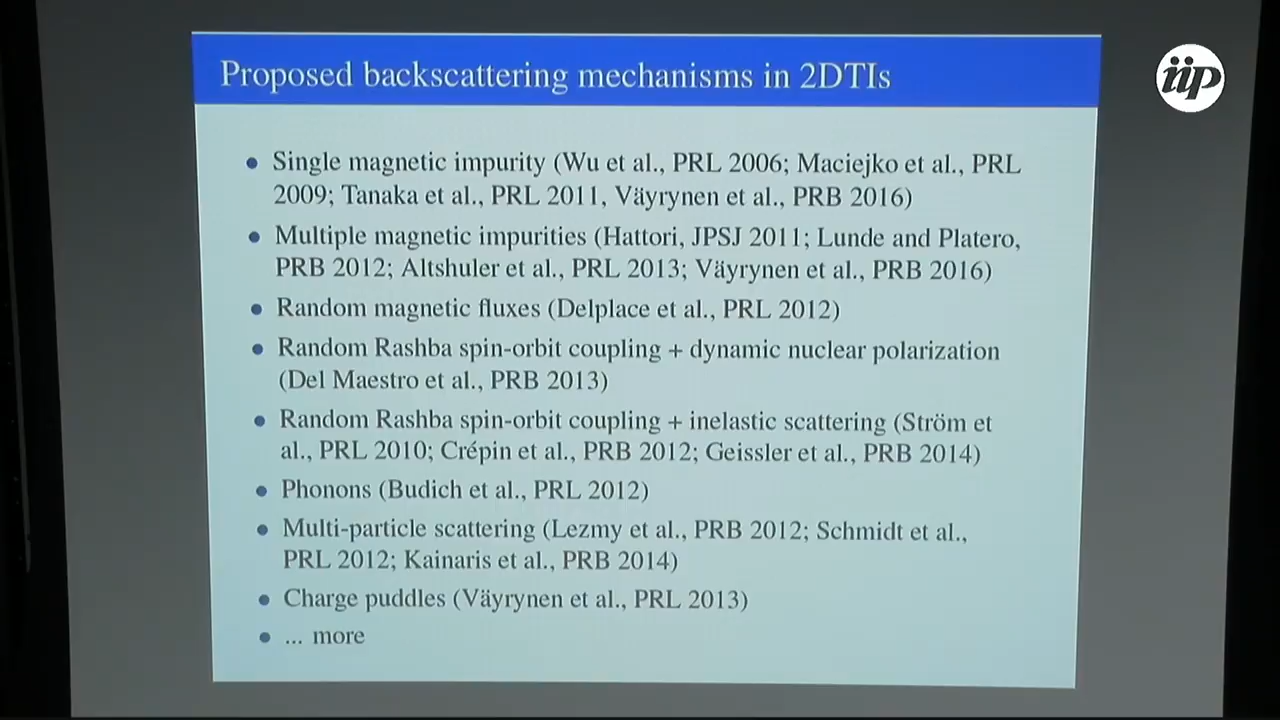 Proposed backscattering mechanisms in 2DTIs
iip
• Single magnetic impurity (Wu et al., PRL 2006; Maciejko et al., PRL
2009; Tanaka et al., PRL 2011, Väyrynen et al., PRB 2016)
• Multiple magnetic impurities (Hattori, JPSJ 2011; Lunde and Platero,
PRB 2012; Altshuler et al., PRL 2013; Väyrynen et al., PRB 2016)
• Random magnetic fluxes (Delplace et al., PRL 2012)
• Random Rashba spin-orbit coupling + dynamic nuclear polarization
(Del Maestro et al., PRB 2013)
• Random Rashba spin-orbit coupling + inelastic scattering (Ström et
al., PRL 2010; Crépin et al., PRB 2012; Geissler et al., PRB 2014)
• Phonons (Budich et al., PRL 2012)
• Multi-particle scattering (Lezmy et al., PRB 2012; Schmidt et al.,
PRL 2012; Kainaris et al., PRB 2014)
• Charge puddles (Väyrynen et al., PRL 2013)
• ... more